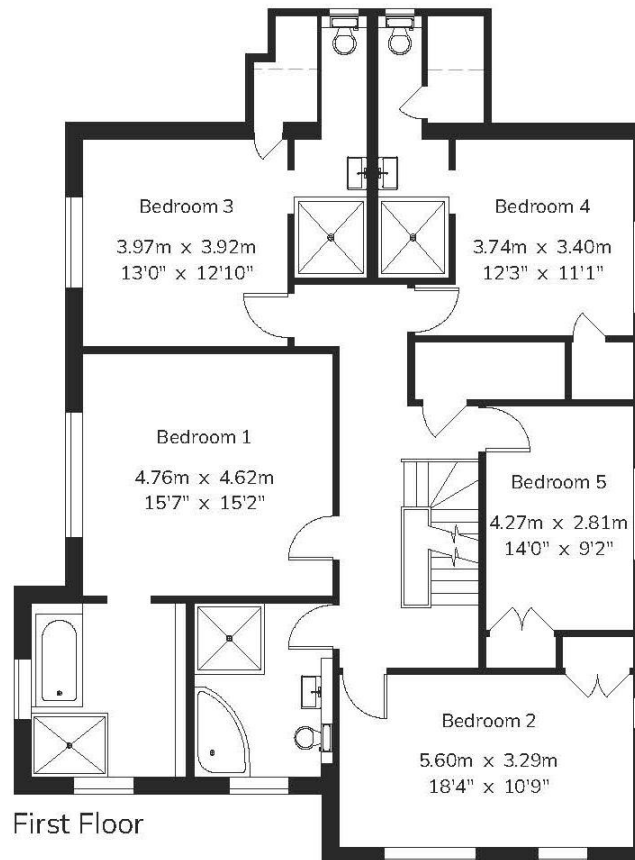 Bedroom 3
3.97m x 3.92m
13'0" x 12'10"
Bedroom 4
3.74m x 3.40m
12'3" x 11'1"
Bedroom 1
4.76m x 4.62m
15'7" x 15'2"
Bedroom 5
4.27m x 2.81m
14'0" x 9'2"
Bedroom 2
5.60m x 3.29m
18'4" x 10'9"
First Floor